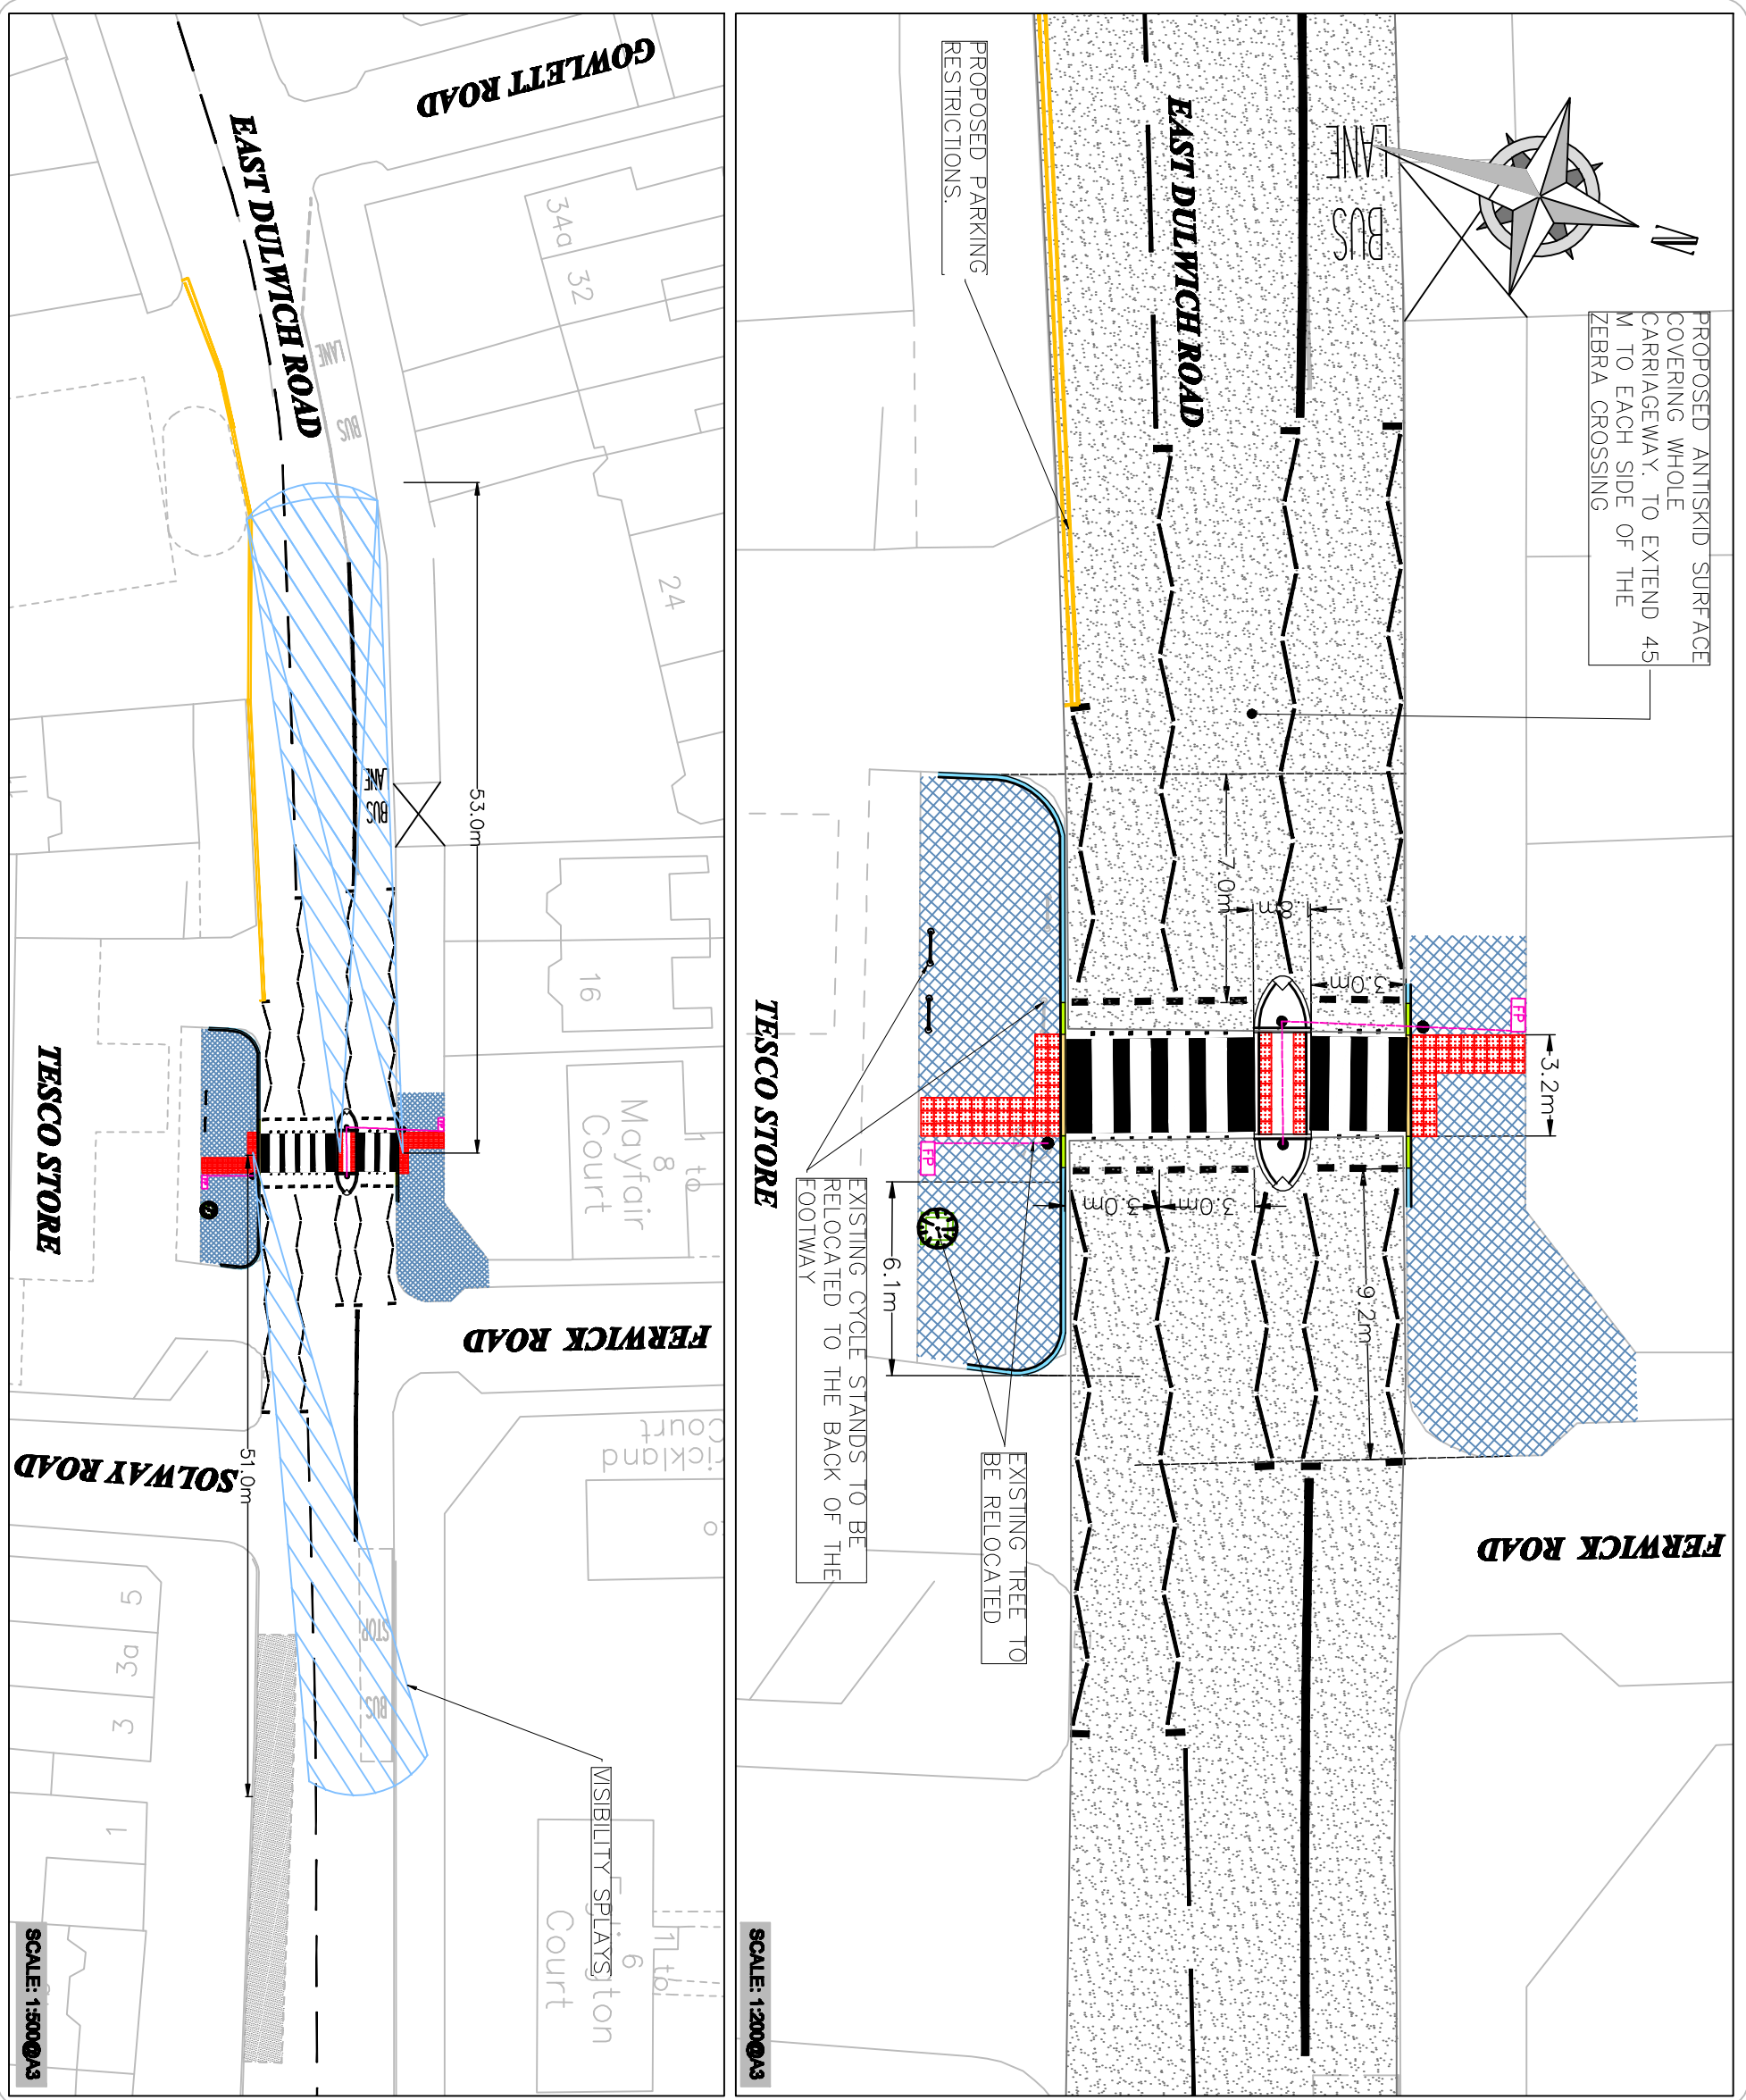 PROPOSED ANTISKID SURFACE
COVERING WHOLE
CARRIAGEWAY. TO EXTEND 45
M TO EACH SIDE OF THE
ZEBRA CROSSING
N
BUS
LANE
EAST DULWICH ROAD
PROPOSED PARKING
RESTRICTIONS.
7.0m
3.0m
3.2m
FP
FP
3.0m
3.0m
9.2m
6.1m
TESCO STORE
EXISTING CYCLE STANDS TO BE
RELOCATED TO THE BACK OF THE
FOOTWAY
EXISTING TREE TO
BE RELOCATED
FERWICK ROAD
SCALE: 1:200@A3
GOWLETT ROAD
EAST DULWICH ROAD
34a
32
24
BUS
LANE
BUS
LANE
53.0m
16
1 to
8
Mayfair
Court
TESCO STORE
FERWICK ROAD
SOLWAY ROAD
51.0m
rickland
Court
to
BUS
STOP
5
3a
3
1
VISIBILITY SPLAYS
1 to
6
Court
SCALE: 1:500@A3